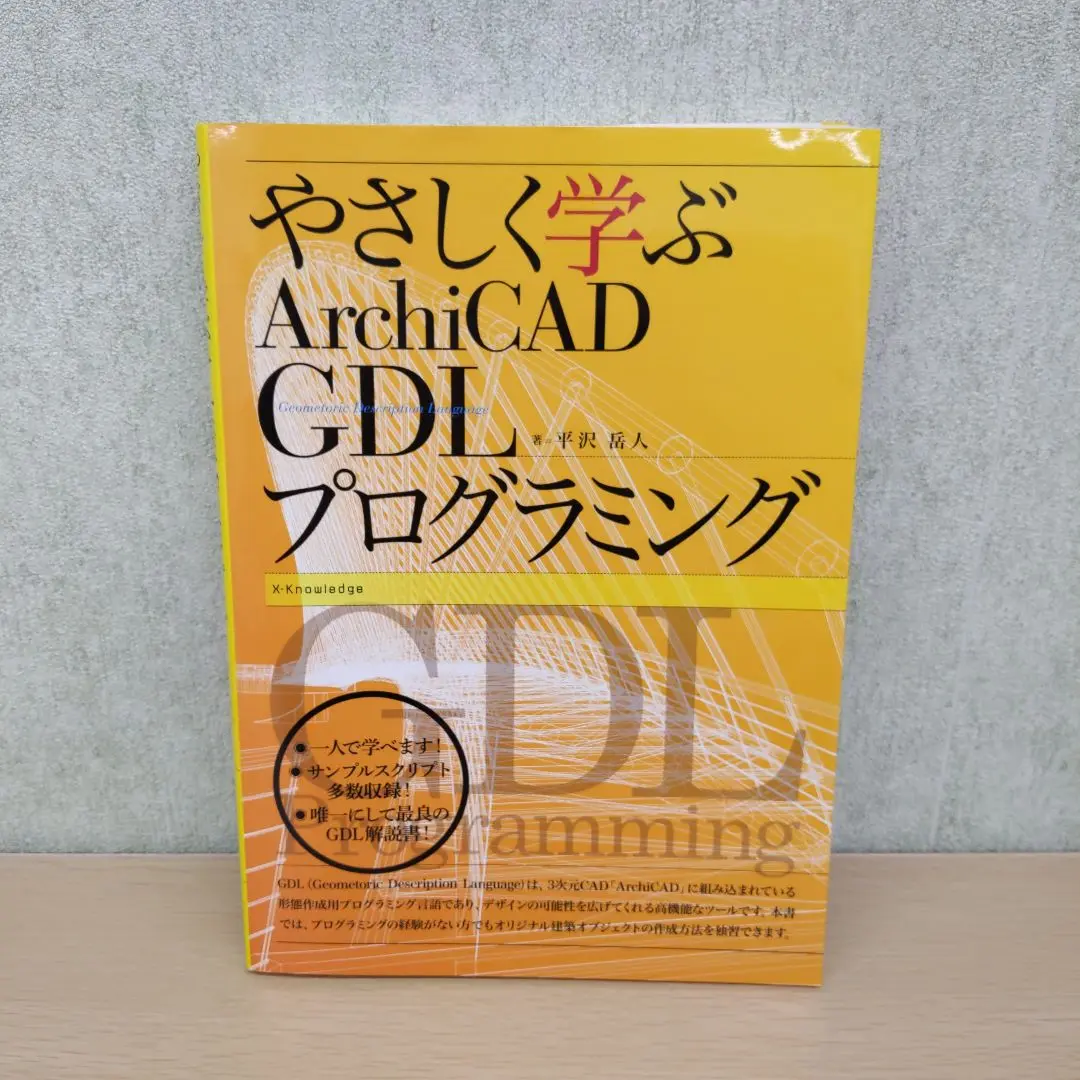 やさしく学ぶ
ArchiCAD
GDL
Geometoric Description Language
著=平沢 岳人
プログラミング
X-Knowledge
GDL
Programming
●一人で学べます!
●サンプルスクリプト
多数収録!
●唯一にして最良の
GDL解説書!
GDL(Geometoric Description Language)は、3次元CAD「ArchiCAD」に組み込まれている
形態作成用プログラミング言語であり、デザインの可能性を広げてくれる高機能なツールです。本書
では、プログラミングの経験がない方でもオリジナル建築オブジェクトの作成方法を独習できます。